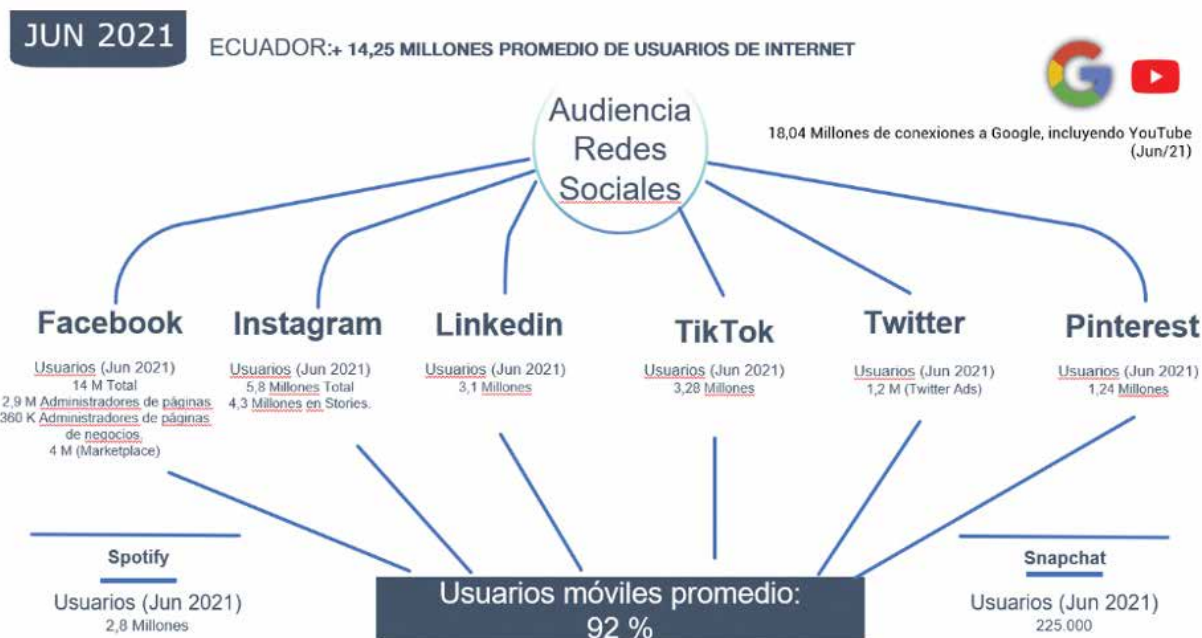 JUN 2021
ECUADOR:+ 14,25 MILLONES PROMEDIO DE USUARIOS DE INTERNET
18,04 Millones de conexiones a Google, incluyendo YouTube
(Jun/21)
Audiencia
Redes
Sociales
Facebook
Usuarios (Jun 2021)
14 M Total
2,9 M Administradores de páginas
360 K Administradores de páginas
de negocios.
4 M (Marketplace)
Instagram
Usuarios (Jun 2021)
5,8 Millones Total
4,3 Millones en Stories.
Linkedin
Usuarios (Jun 2021)
3,1 Millones
TikTok
Usuarios (Jun 2021)
3,28 Millones
Twitter
Usuarios (Jun 2021)
1,2 M (Twitter Ads)
Pinterest
Usuarios (Jun 2021)
1,24 Millones
Spotify
Usuarios (Jun 2021)
2,8 Millones
Usuarios móviles promedio:
92 %
Snapchat
Usuarios (Jun 2021)
225.000